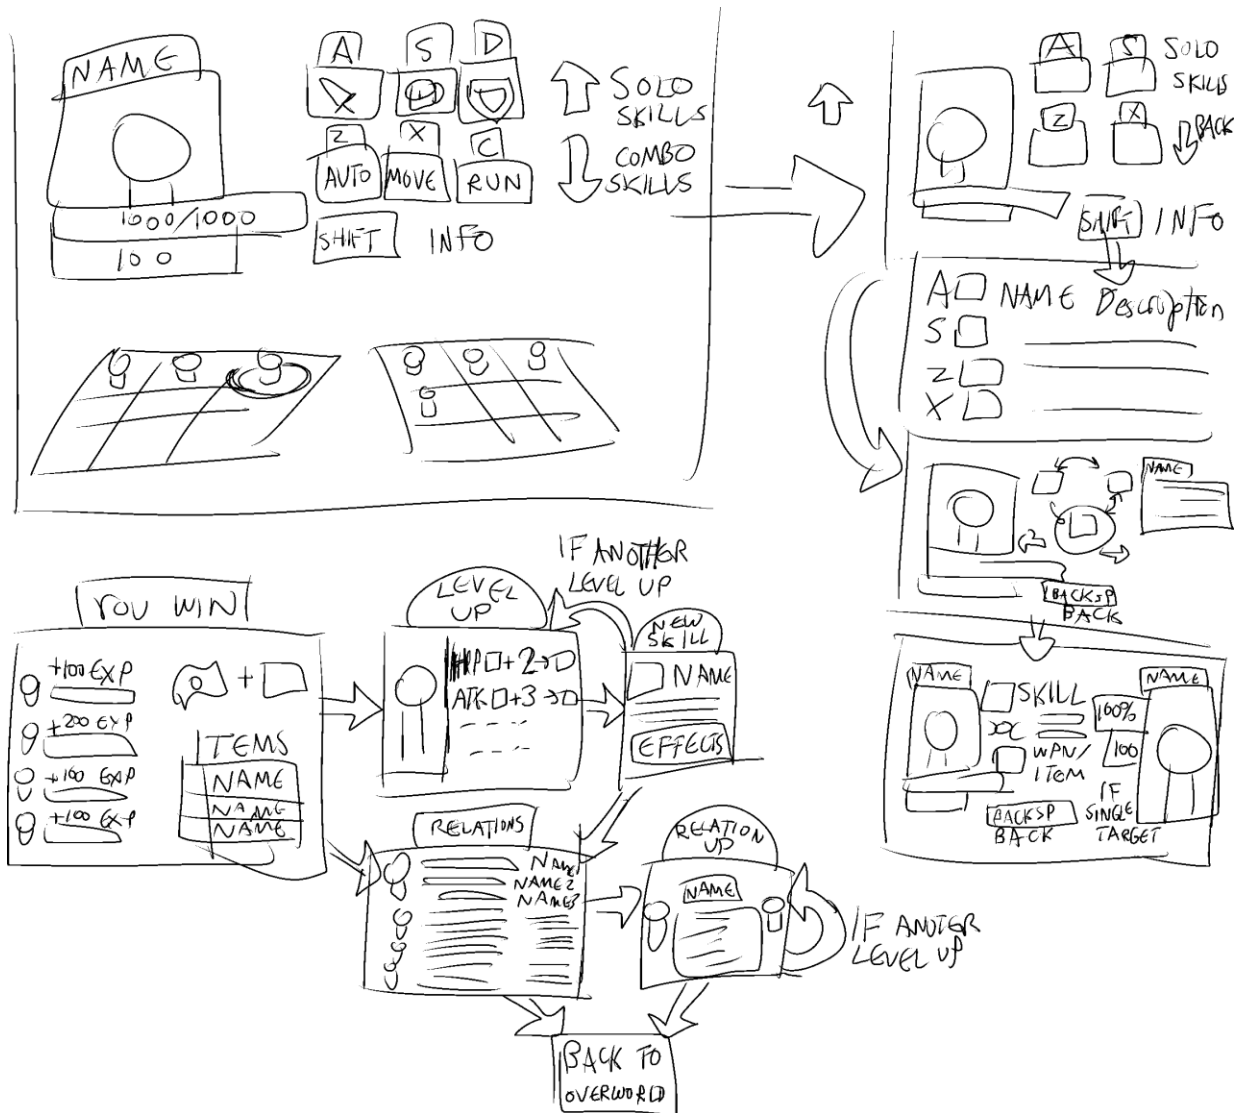 NAME
A S D
Z X C
AUTO MOVE RUN
SHIFT INFO
SOLO
SKILLS
COMBO
SKILLS
1000/1000
100
A S SOLO
SKILLS
Z X BACK
SHIFT INFO
A NAME Description
S
Z
X
NAME
BACKSP
BACK
NAME SKILL 100% NAME
WPN/ /100
ITEM
BACKSP
BACK
IF
SINGLE
TARGET
YOU WIN
+100 EXP
+200 EXP
+100 EXP
+100 EXP
+
ITEMS
NAME
NAME
NAME
LEVEL
UP
HP +2→
ATK +3→
IF ANOTHER
LEVEL UP
NEW
SKILL
NAME
EFFECTS
RELATIONS
NAME1
NAME2
NAME3
RELATION
UP
NAME
IF ANOTER
LEVEL UP
BACK TO
OVERWORLD